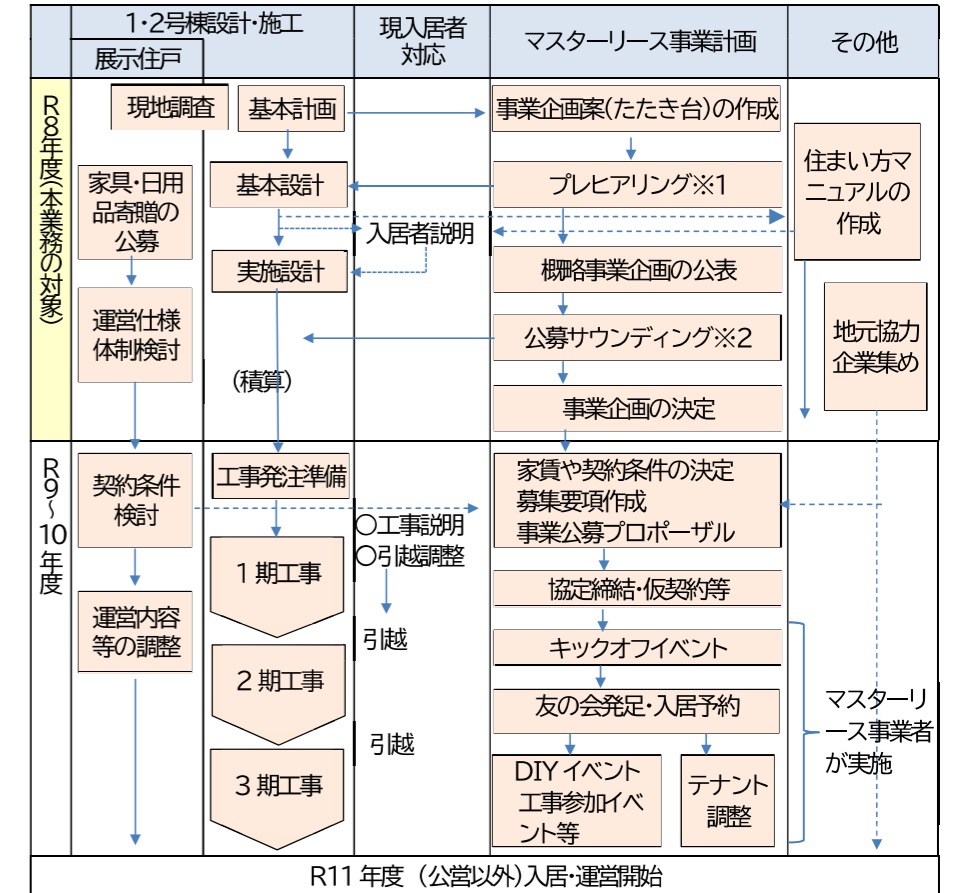 1・2号棟設計・施工
展示住戸
現入居者
対応
マスターリース事業計画
その他
R8年度(本業務の対象)
現地調査
基本計画
事業企画案(たたき台)の作成
家具・日用
品寄贈の
公募
基本設計
プレヒアリング※1
住まい方マ
ニュアルの
作成
入居者説明
実施設計
概略事業企画の公表
運営仕様
体制検討
公募サウンディング※2
地元協力
企業集め
(積算)
事業企画の決定
R9~10年度
契約条件
検討
工事発注準備
家賃や契約条件の決定
募集要項作成
事業公募プロポーザル
○工事説明
○引越調整
1期工事
運営内容
等の調整
協定締結・仮契約等
引越
キックオフイベント
2期工事
友の会発足・入居予約
マスターリ
ース事業者
が実施
引越
3期工事
DIYイベント
工事参加イベ
ント等
テナント
調整
R11年度 (公営以外)入居・運営開始